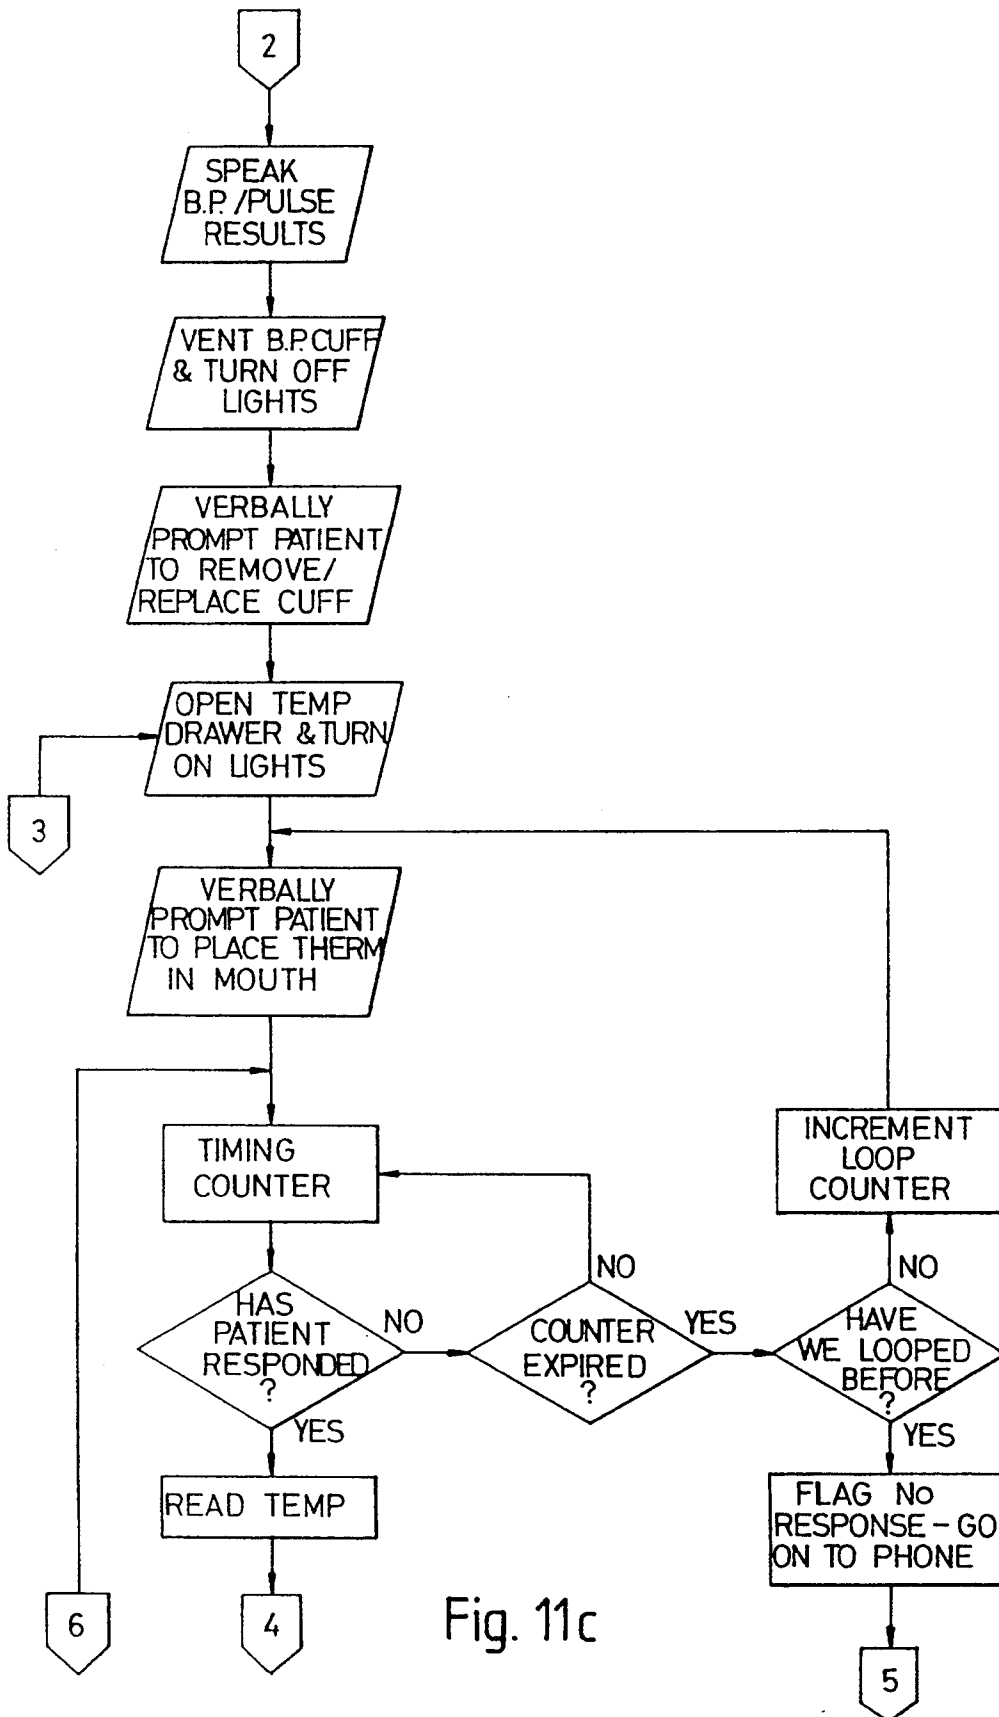 2
SPEAK
B.P./PULSE
RESULTS
VENT B.P. CUFF
& TURN OFF
LIGHTS
VERBALLY
PROMPT PATIENT
TO REMOVE/
REPLACE CUFF
OPEN TEMP
DRAWER & TURN
ON LIGHTS
3
VERBALLY
PROMPT PATIENT
TO PLACE THERM
IN MOUTH
TIMING
COUNTER
INCREMENT
LOOP
COUNTER
HAS
PATIENT
RESPONDED
?
NO
COUNTER
EXPIRED
?
NO
YES
HAVE
WE LOOPED
BEFORE
?
NO
YES
YES
READ TEMP
FLAG NO
RESPONSE - GO
ON TO PHONE
6
4
Fig. 11c
5